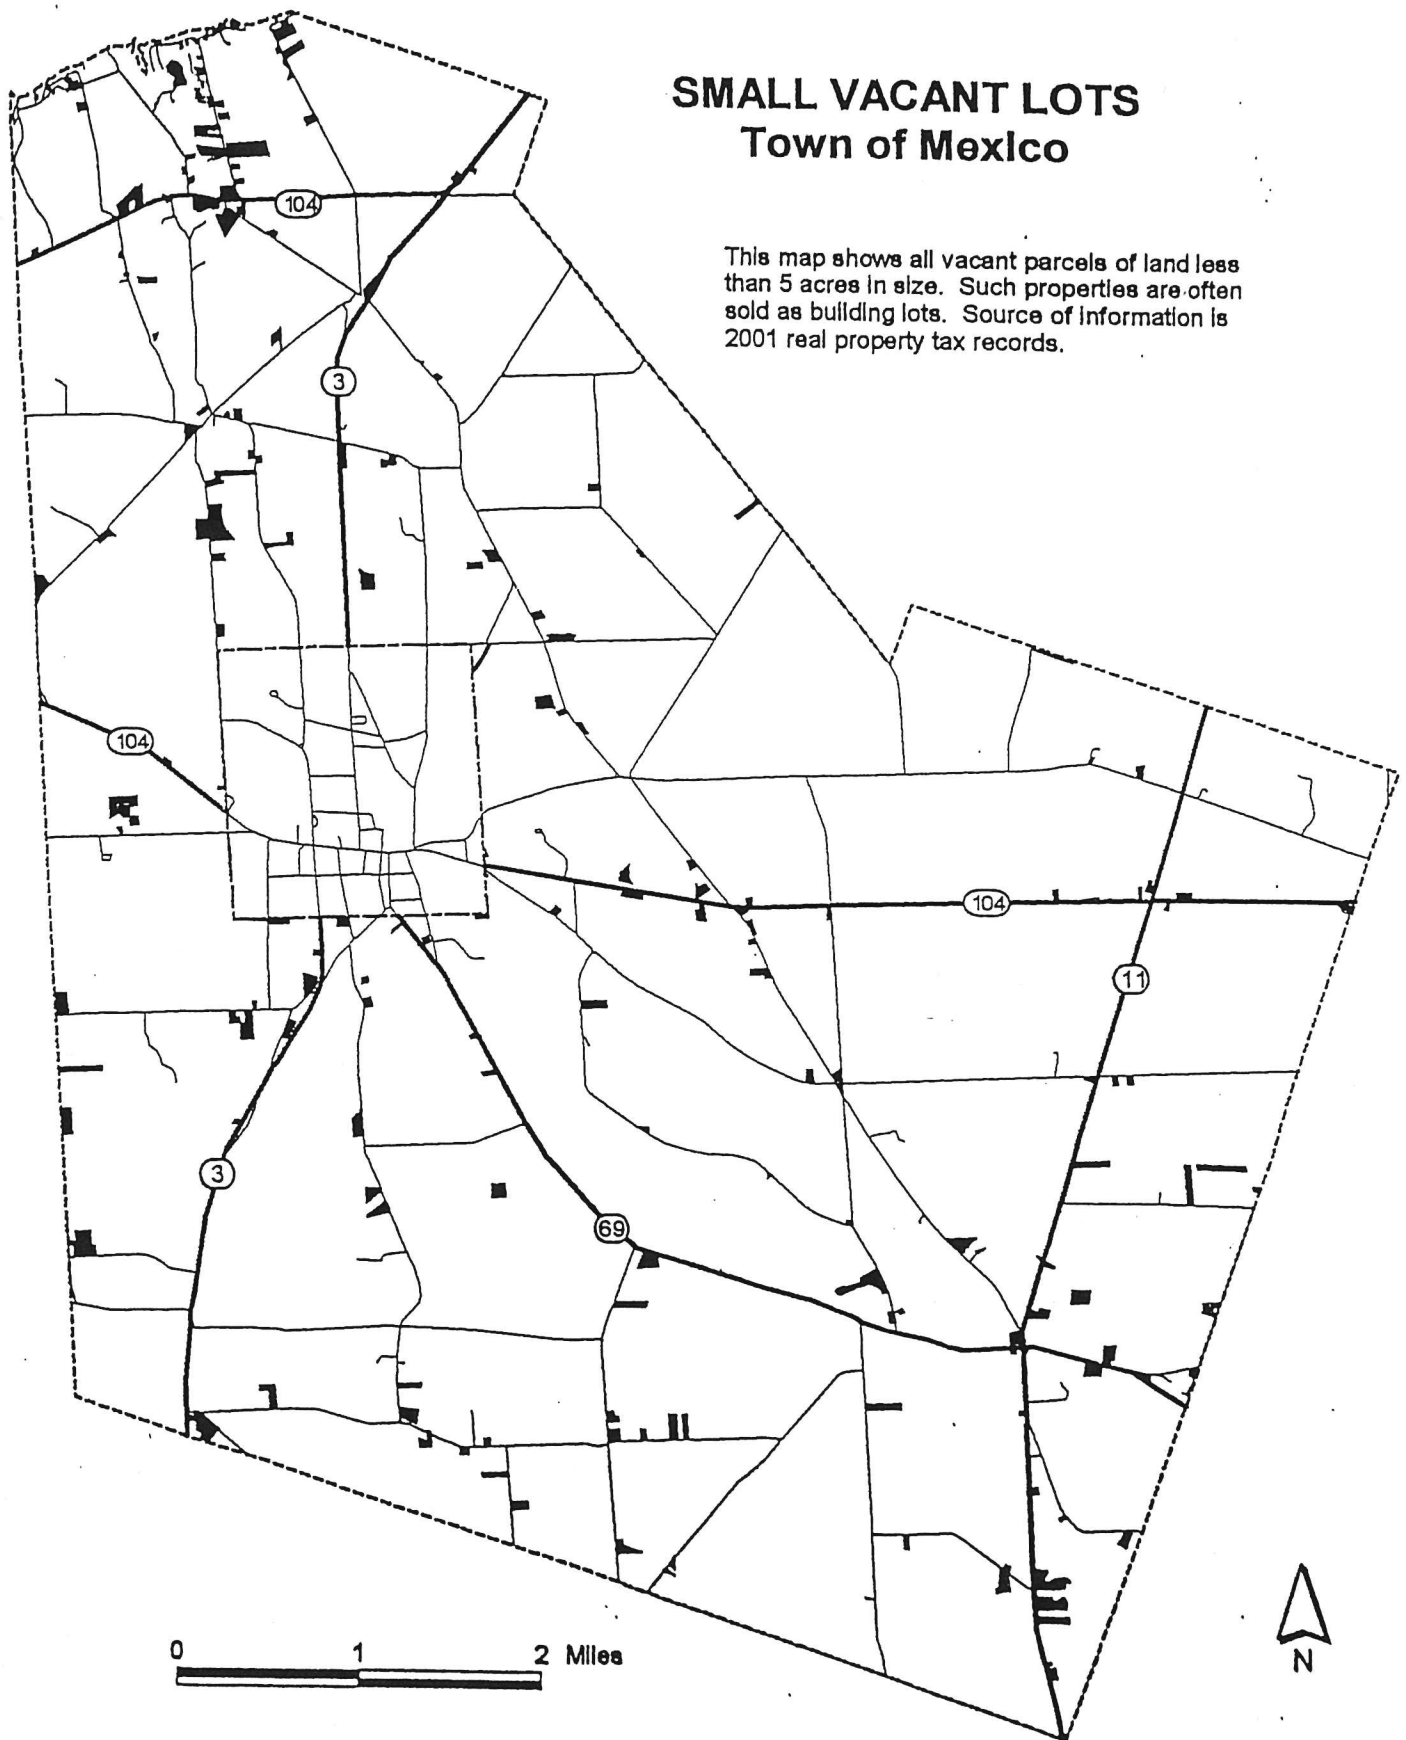 SMALL VACANT LOTS
Town of Mexico
104
This map shows all vacant parcels of land less
than 5 acres in size. Such properties are often
sold as building lots. Source of information is
2001 real property tax records.
3
104
104
11
3
69
0 1 2 Miles
N